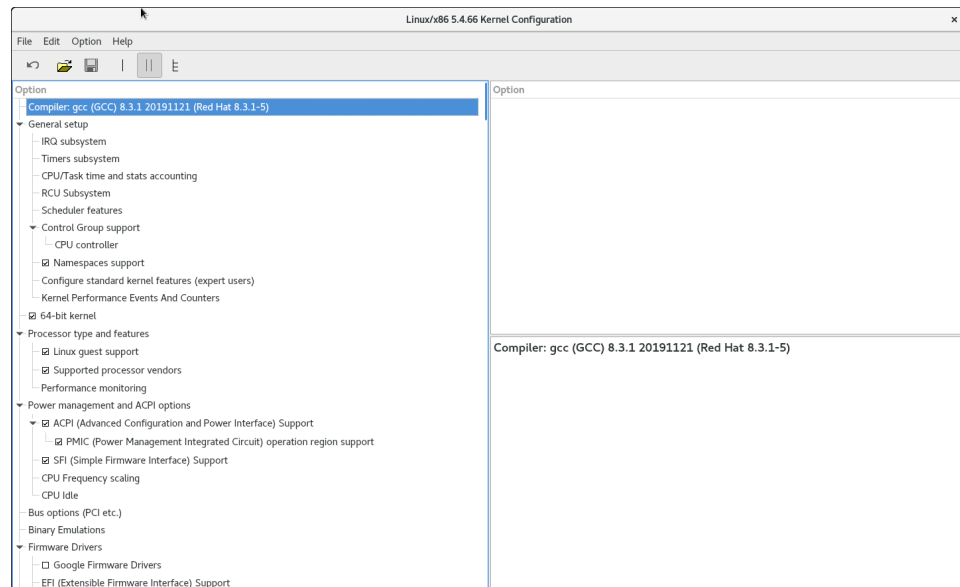 Linux/x86 5.4.66 Kernel Configuration
File Edit Option Help
Option
Compiler: gcc (GCC) 8.3.1 20191121 (Red Hat 8.3.1-5)
General setup
IRQ subsystem
Timers subsystem
CPU/Task time and stats accounting
RCU Subsystem
Scheduler features
Control Group support
CPU controller
Namespaces support
Configure standard kernel features (expert users)
Kernel Performance Events And Counters
64-bit kernel
Processor type and features
Linux guest support
Supported processor vendors
Performance monitoring
Power management and ACPI options
ACPI (Advanced Configuration and Power Interface) Support
PMIC (Power Management Integrated Circuit) operation region support
SFI (Simple Firmware Interface) Support
CPU Frequency scaling
CPU Idle
Bus options (PCI etc.)
Binary Emulations
Firmware Drivers
Google Firmware Drivers
EFI (Extensible Firmware Interface) Support
Option
Compiler: gcc (GCC) 8.3.1 20191121 (Red Hat 8.3.1-5)